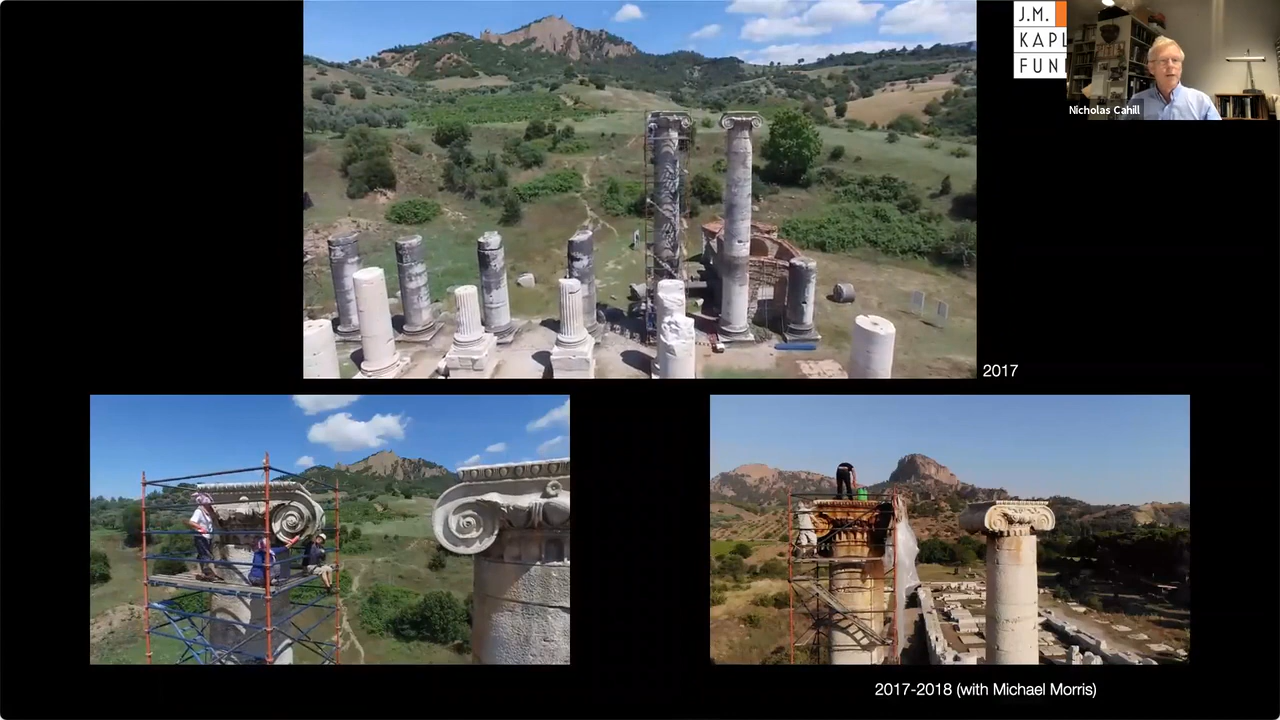 J.M.
KAPL
FUN
Nicholas Cahill
2017
2017-2018 (with Michael Morris)